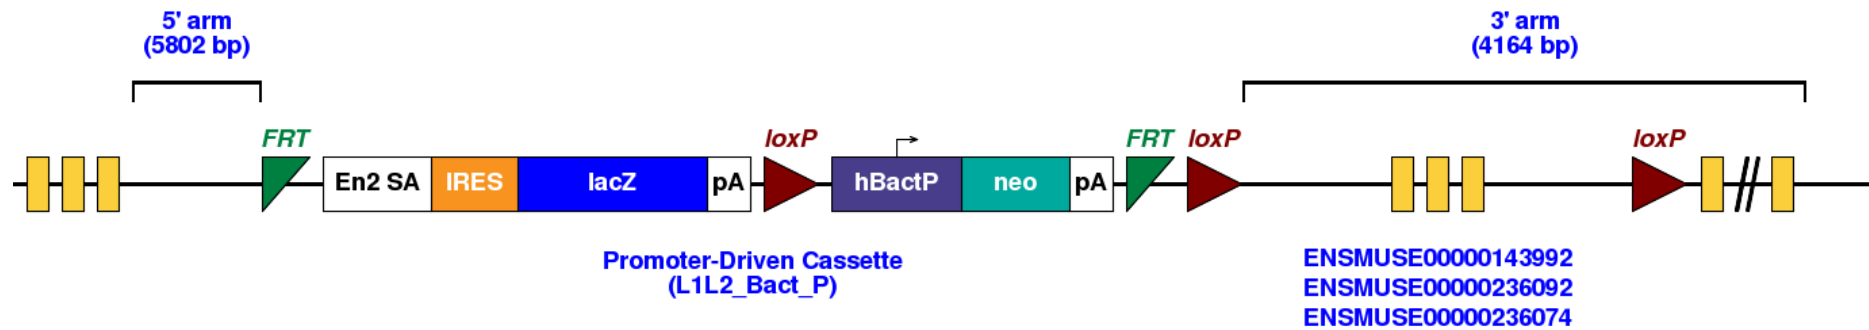 5' arm
(5802 bp)
3' arm
(4164 bp)
FRT
loxP
FRT
loxP
loxP
En2 SA
IRES
lacZ
pA
hBactP
neo
pA
Promoter-Driven Cassette
(L1L2_Bact_P)
ENSMUSE00000143992
ENSMUSE00000236092
ENSMUSE00000236074